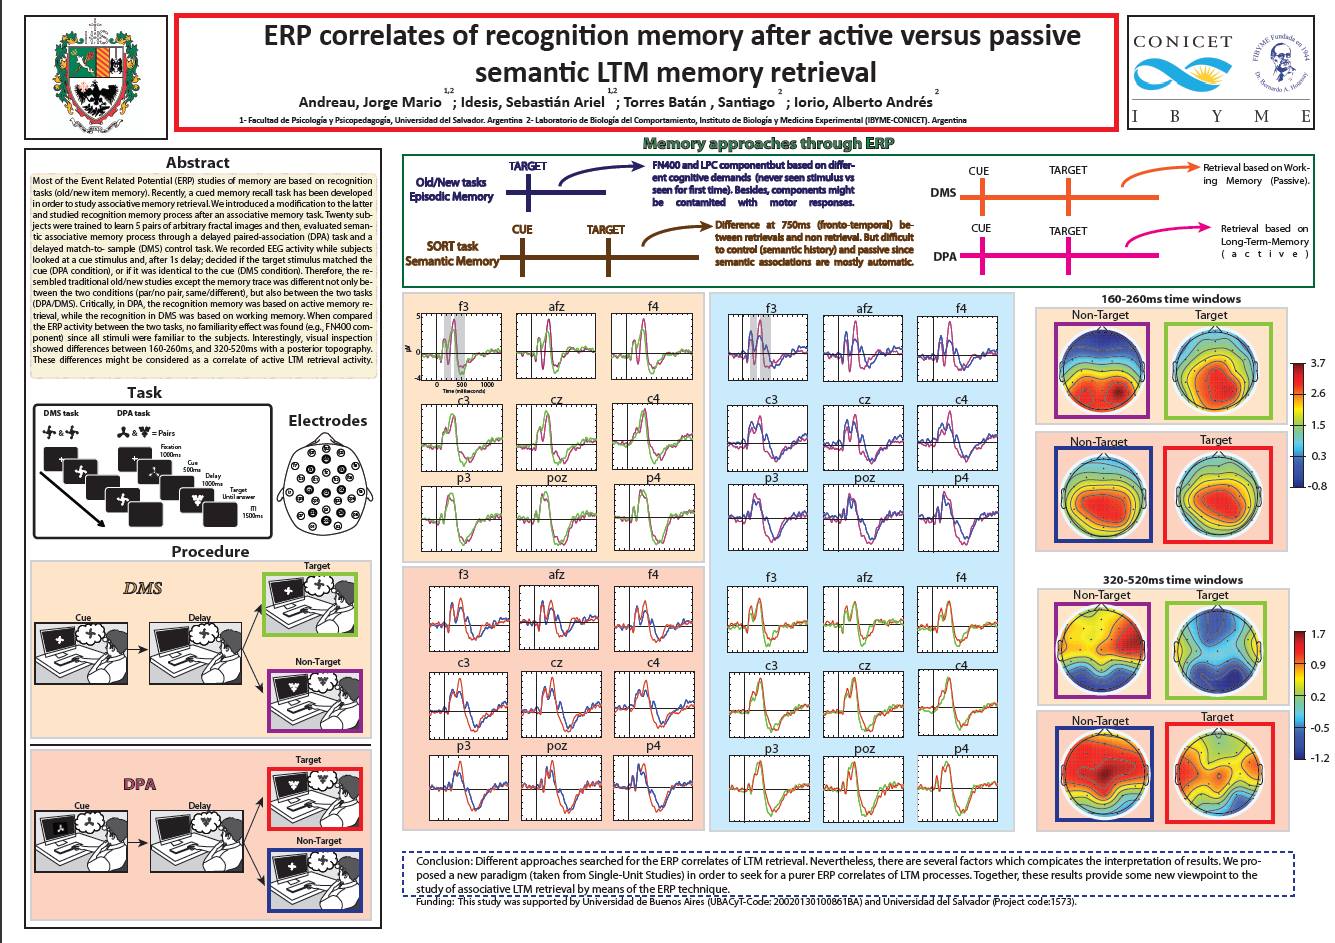 ERP correlates of recognition memory after active versus passive
semantic LTM memory retrieval
Andreau, Jorge Mario 1,2 ; Idesis, Sebastián Ariel 1,2 ; Torres Batán , Santiago 2 ; Iorio, Alberto Andrés 2
1- Facultad de Psicología y Psicopedagogía, Universidad del Salvador. Argentina 2- Laboratorio de Biología del Comportamiento, Instituto de Biología y Medicina Experimental (IBYME-CONICET). Argentina
CONICET
I B Y M E
Abstract
Most of the Event Related Potential (ERP) studies of memory are based on recognition
tasks (old/new item memory). Recently, a cued memory recall task has been developed
in order to study associative memory retrieval. We introduced a modification to the latter
and studied recognition memory process after an associative memory task. Twenty sub-
jects were trained to learn 5 pairs of arbitrary fractal images and then, evaluated seman-
tic associative memory process through a delayed paired-association (DPA) task and a
delayed match-to- sample (DMS) control task. We recorded EEG activity while subjects
looked at a cue stimulus and, after 1s delay; decided if the target stimulus matched the
cue (DPA condition), or if it was identical to the cue (DMS condition). Therefore, the re-
sembled traditional old/new studies except the memory trace was different not only be-
tween the two conditions (par/no pair, same/different), but also between the two tasks
(DPA/DMS). Critically, in DPA, the recognition memory was based on active memory re-
trieval, while the recognition in DMS was based on working memory. When compared
the ERP activity between the two tasks, no familiarity effect was found (e.g., FN400 com-
ponent) since all stimuli were familiar to the subjects. Interestingly, visual inspection
showed differences between 160-260ms, and 320-520ms with a posterior topography.
These differences might be considered as a correlate of active LTM retrieval activity.
Task
DMS task
DPA task
& 
& = Pairs
Fixation
1000ms
Cue
500ms
Delay
1000ms
Target
Until answer
ITI
1500ms
Electrodes
Procedure
DMS
Cue
Delay
Target
Non-Target
DPA
Cue
Delay
Target
Non-Target
Memory approaches through ERP
Old/New tasks
Episodic Memory
TARGET
FN400 and LPC componentbut based on differ-
ent cognitive demands (never seen stimulus vs
seen for first time). Besides, components might
be contamited with motor responses.
SORT task
Semantic Memory
CUE
TARGET
Difference at 750ms (fronto-temporal) be-
tween retrievals and non retrieval. But difficult
to control (semantic history) and passive since
semantic associations are mostly automatic.
DMS
CUE
TARGET
Retrieval based on Work-
ing Memory (Passive).
DPA
CUE
TARGET
Retrieval based on
Long-Term-Memory
(active)
f3 afz f4
5
0
-4
μV
0 500 1000
Time (milliseconds)
c3 cz c4
p3 poz p4
f3 afz f4
c3 cz c4
p3 poz p4
f3 afz f4
c3 cz c4
p3 poz p4
f3 afz f4
c3 cz c4
p3 poz p4
160-260ms time windows
Non-Target
Target
Non-Target
Target
3.7
2.6
1.5
0.3
-0.8
320-520ms time windows
Non-Target
Target
Non-Target
Target
1.7
0.9
0.2
-0.5
-1.2
Conclusion: Different approaches searched for the ERP correlates of LTM retrieval. Nevertheless, there are several factors which compicates the interpretation of results. We pro-
posed a new paradigm (taken from Single-Unit Studies) in order to seek for a purer ERP correlates of LTM processes. Together, these results provide some new viewpoint to the
study of associative LTM retrieval by means of the ERP technique.
Funding: This study was supported by Universidad de Buenos Aires (UBACyT-Code: 20020130100861BA) and Universidad del Salvador (Project code:1573).